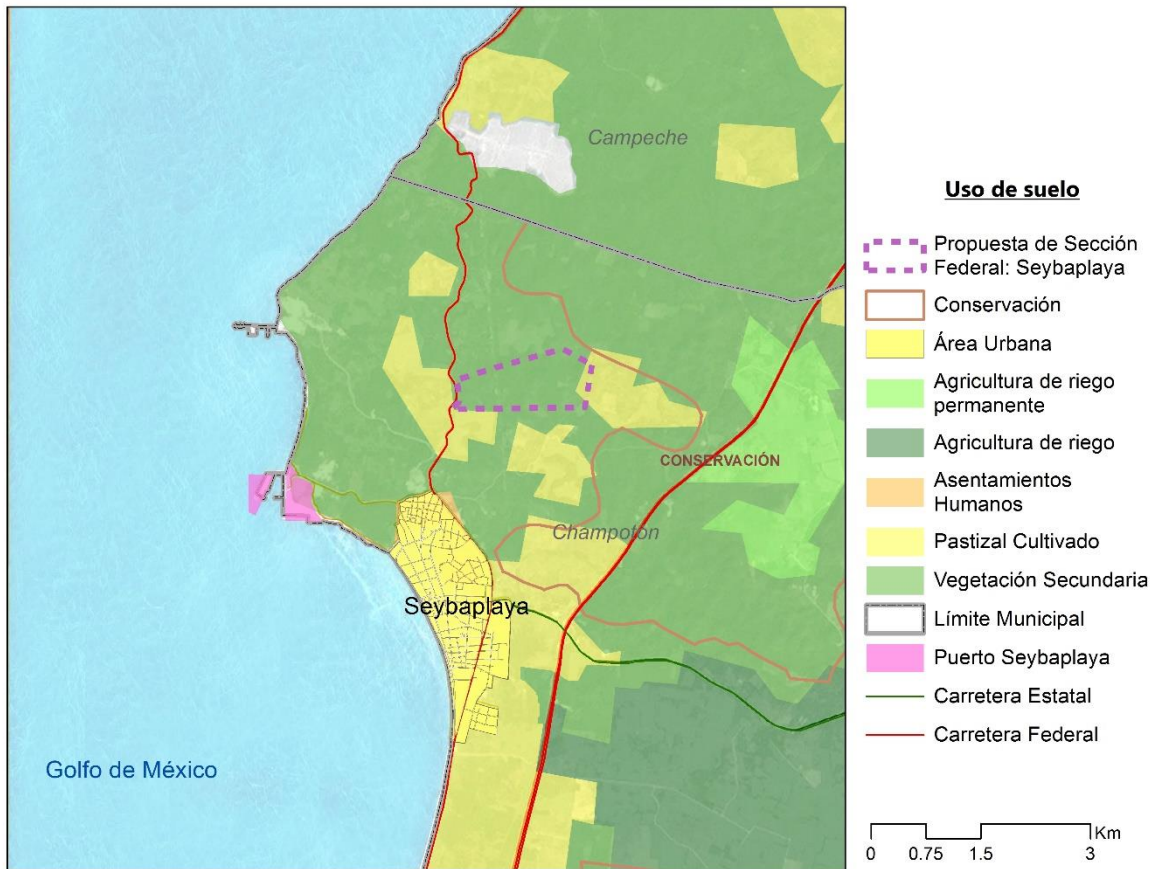 Campeche
CONSERVACIÓN
Champotón
Seybaplaya
Golfo de México
Uso de suelo
Propuesta de Sección
Federal: Seybaplaya
Conservación
Área Urbana
Agricultura de riego
permanente
Agricultura de riego
Asentamientos
Humanos
Pastizal Cultivado
Vegetación Secundaria
Límite Municipal
Puerto Seybaplaya
Carretera Estatal
Carretera Federal
Km
0 0.75 1.5 3